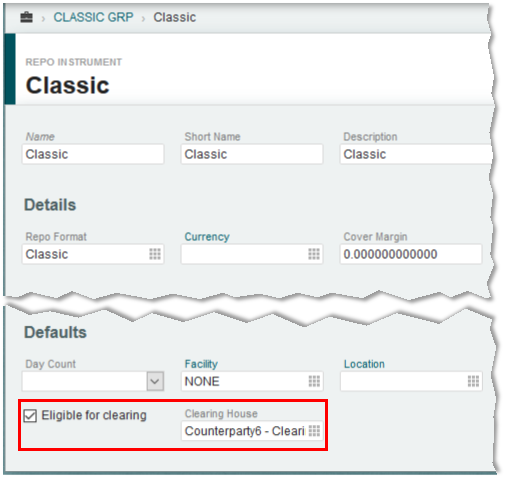 CLASSIC GRP › Classic
REPO INSTRUMENT
Classic
Name Short Name Description
Classic Classic Classic
Details
Repo Format Currency Cover Margin
Classic 0.000000000000
Defaults
Day Count Facility Location
NONE
Eligible for clearing Clearing House
Counterparty6 - Cleari